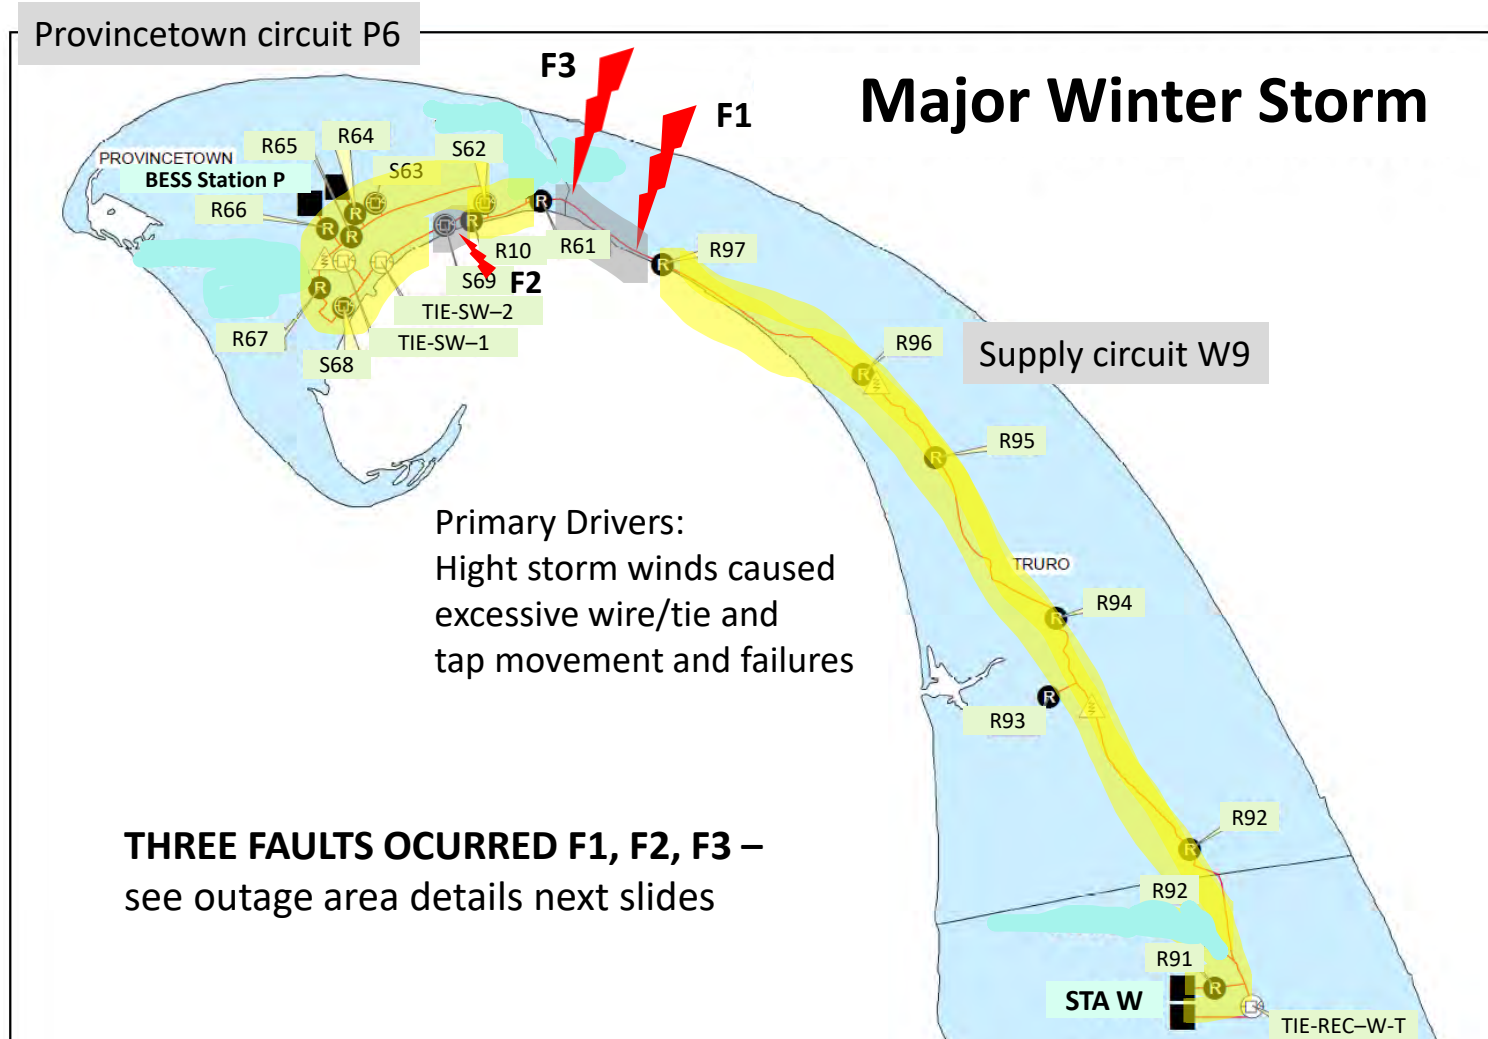 Provincetown circuit P6
Major Winter Storm
F3
F1
R64
R65
S62
PROVINCETOWN
S63
BESS Station P
R66
R
R
R
R
R
R
R10
R61
R97
R
S69
F2
TIE-SW–2
R67
TIE-SW–1
S68
R96
R
Supply circuit W9
R95
R
Primary Drivers:
Hight storm winds caused
excessive wire/tie and
tap movement and failures
TRURO
R94
R
R
R93
R92
R
THREE FAULTS OCURRED F1, F2, F3 –
see outage area details next slides
R92
R91
R
STA W
TIE-REC–W-T